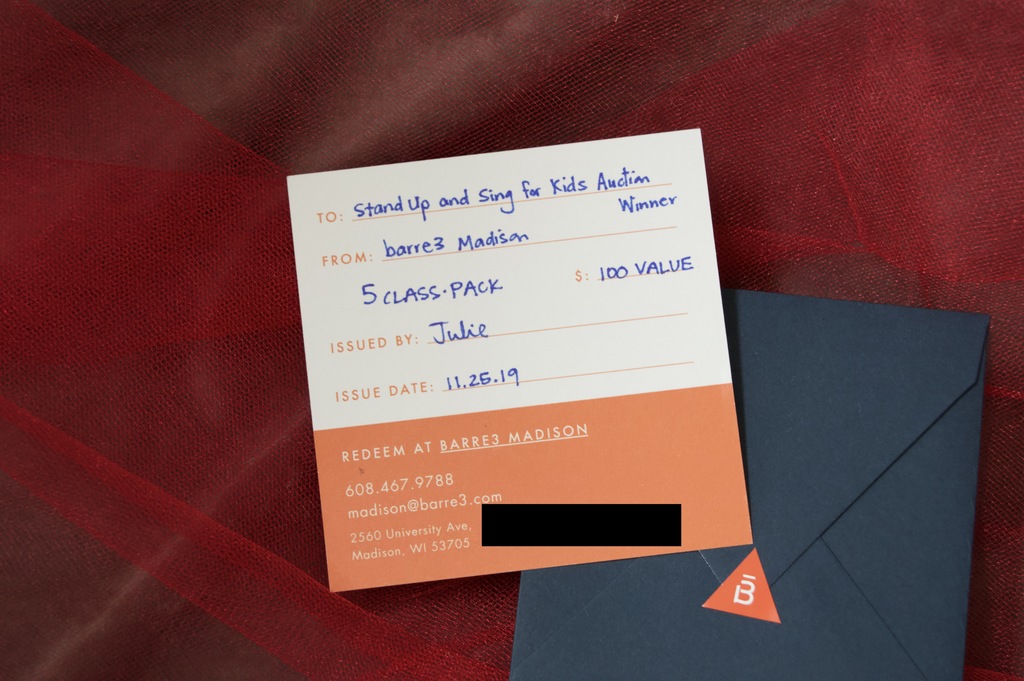 TO: Stand Up and Sing for Kids Auction
Winner
FROM: barre3 Madison
5 CLASS-PACK $: 100 VALUE
ISSUED BY: Julie
ISSUE DATE: 11.25.19
REDEEM AT BARRE3 MADISON
608.467.9788
madison@barre3.com
2560 University Ave,
Madison, WI 53705
B